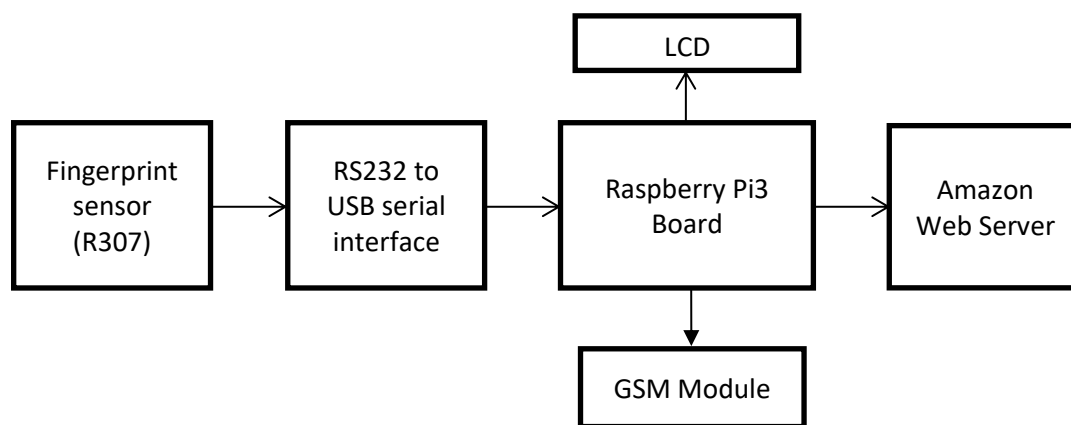 LCD
Fingerprint
sensor
(R307)
RS232 to
USB serial
interface
Raspberry Pi3
Board
Amazon
Web Server
GSM Module